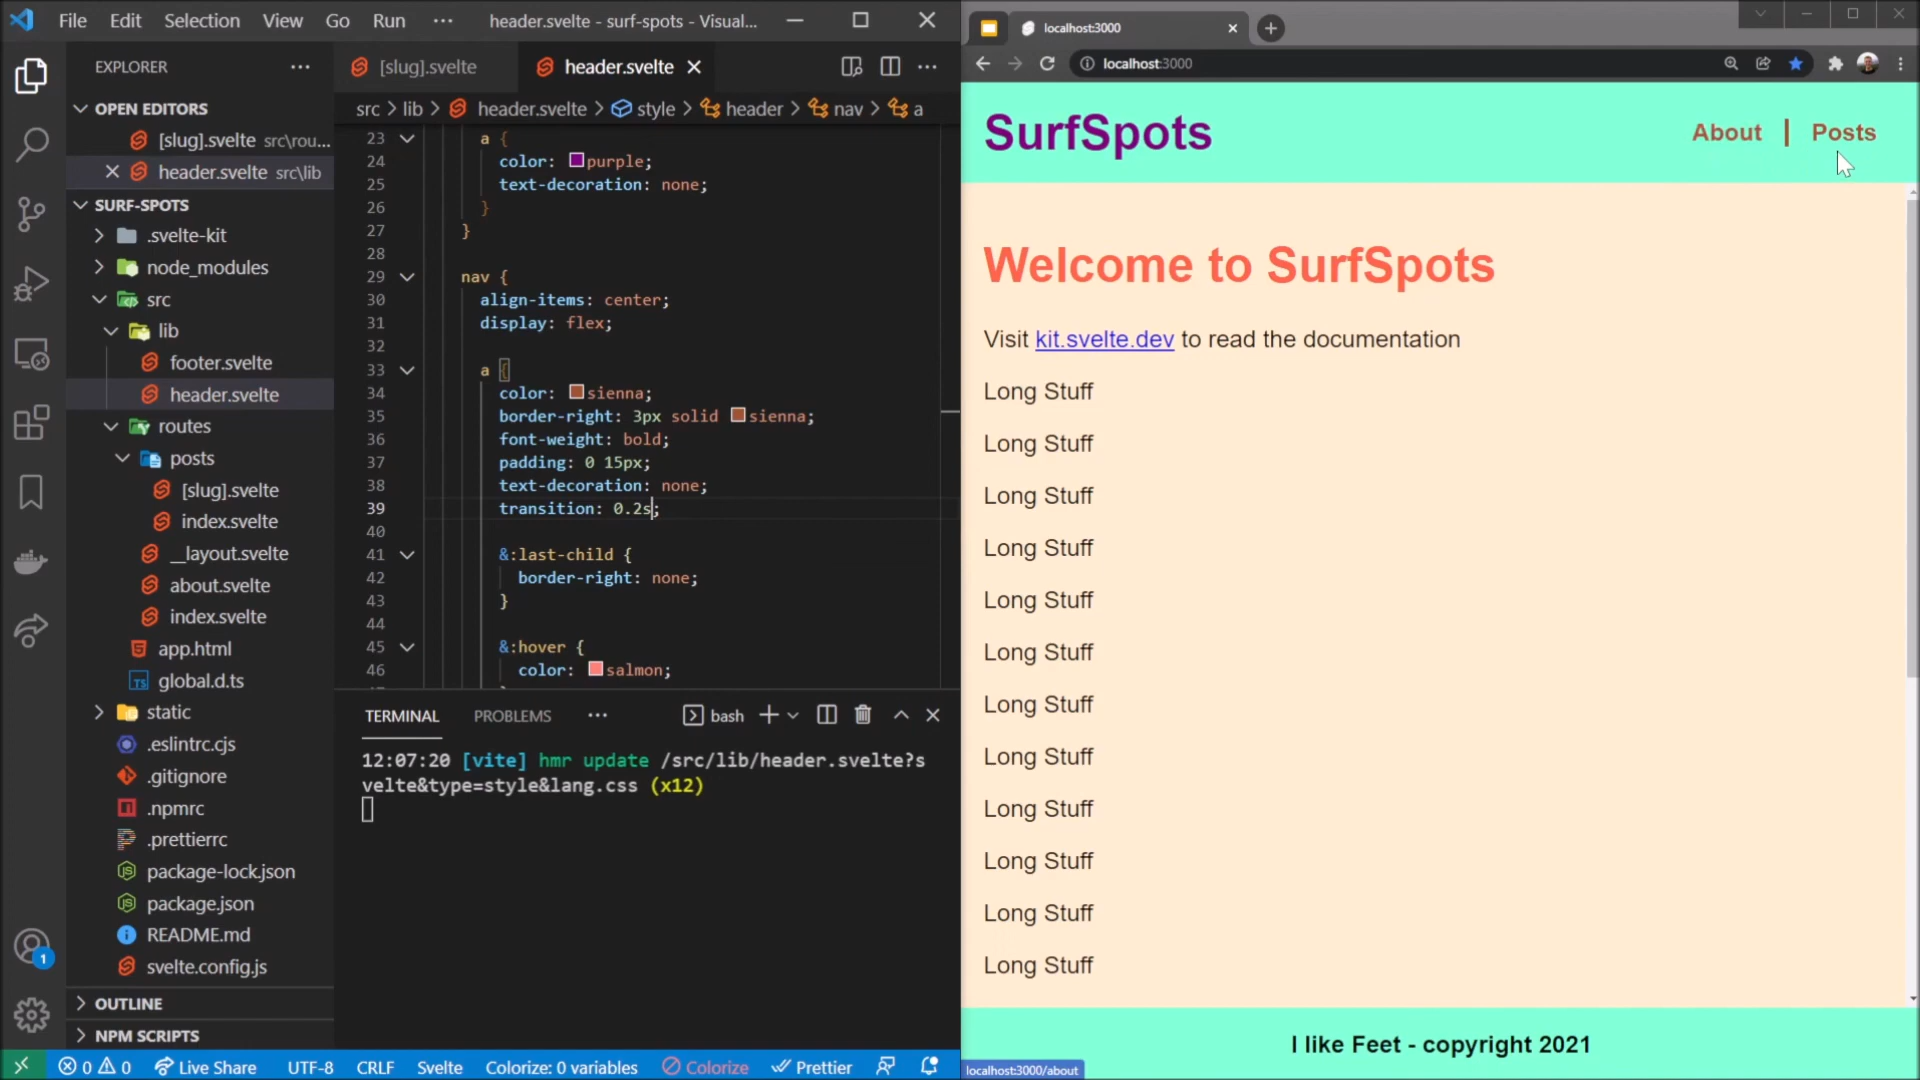 File Edit Selection View Go Run ··· header.svelte - surf-spots - Visual...
EXPLORER
OPEN EDITORS
[slug].svelte src\rou...
header.svelte src\lib
SURF-SPOTS
.svelte-kit
node_modules
src
lib
footer.svelte
header.svelte
routes
posts
[slug].svelte
index.svelte
__layout.svelte
about.svelte
index.svelte
app.html
TS global.d.ts
static
.eslintrc.cjs
.gitignore
.npmrc
.prettierrc
package-lock.json
package.json
README.md
svelte.config.js
OUTLINE
NPM SCRIPTS
1
[slug].svelte header.svelte
src > lib > header.svelte > style > header > nav > a
23 a {
24 color: purple;
25 text-decoration: none;
26 }
27 }
28
29 nav {
30 align-items: center;
31 display: flex;
32
33 a {
34 color: sienna;
35 border-right: 3px solid sienna;
36 font-weight: bold;
37 padding: 0 15px;
38 text-decoration: none;
39 transition: 0.2s;
40
41 &:last-child {
42 border-right: none;
43 }
44
45 &:hover {
46 color: salmon;
TERMINAL PROBLEMS ··· bash
12:07:20 [vite] hmr update /src/lib/header.svelte?s
velte&type=style&lang.css (x12)
0 0 Live Share UTF-8 CRLF Svelte Colorize: 0 variables Colorize Prettier
localhost:3000
localhost:3000
SurfSpots
About | Posts
Welcome to SurfSpots
Visit kit.svelte.dev to read the documentation
Long Stuff
Long Stuff
Long Stuff
Long Stuff
Long Stuff
Long Stuff
Long Stuff
Long Stuff
Long Stuff
Long Stuff
Long Stuff
Long Stuff
I like Feet - copyright 2021
localhost:3000/about